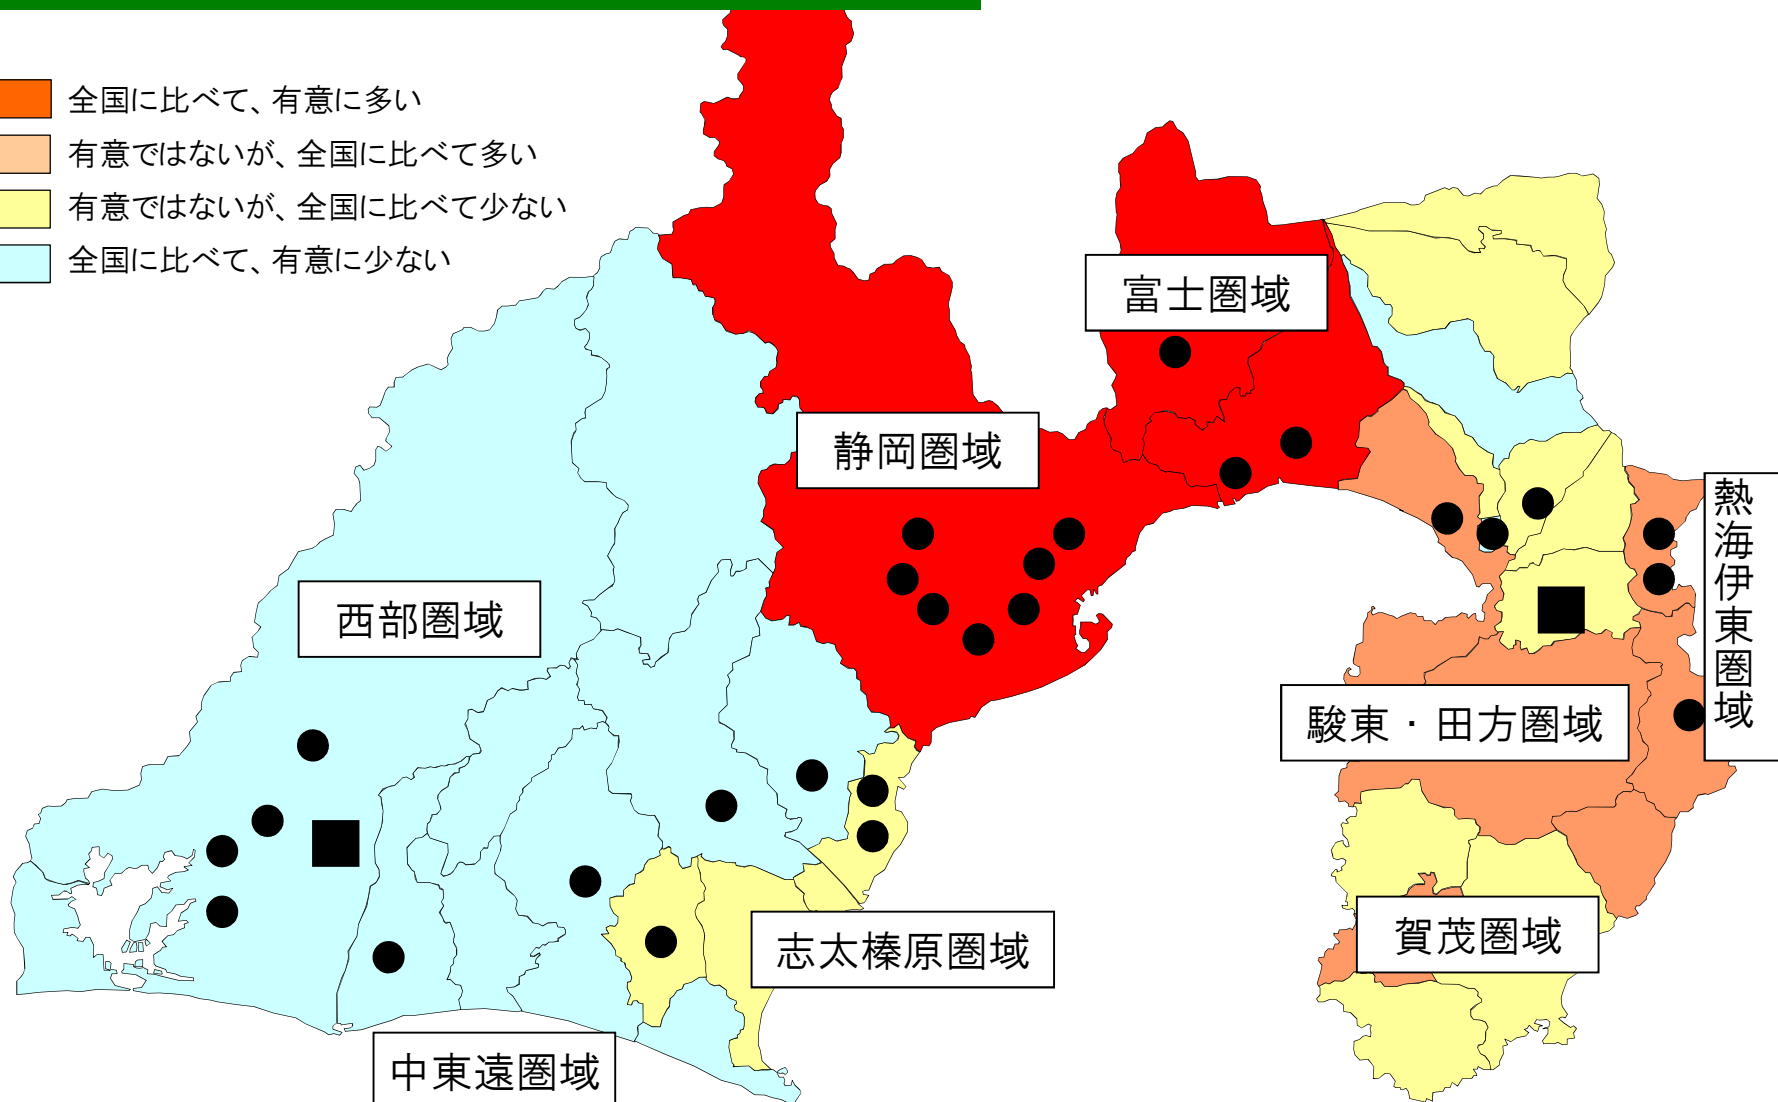 全国に比べて、有意に多い
有意ではないが、全国に比べて多い
有意ではないが、全国に比べて少ない
全国に比べて、有意に少ない
富士圏域
静岡圏域
熱海伊東圏域
西部圏域
駿東・田方圏域
賀茂圏域
志太榛原圏域
中東遠圏域